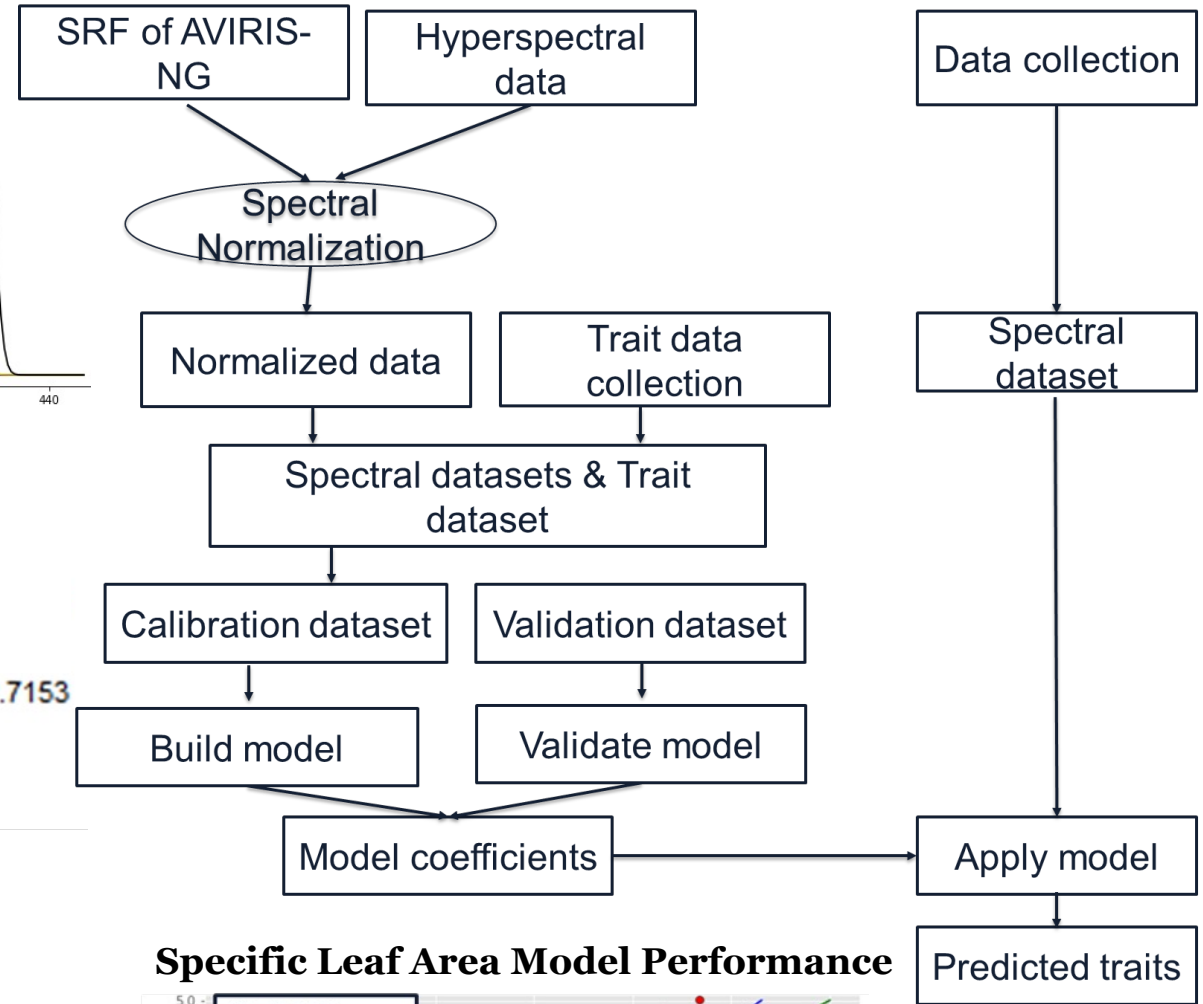 SRF of AVIRIS-
NG
Hyperspectral
data
Data collection
Spectral
Normalization
Normalized data
Trait data
collection
Spectral
dataset
440
Spectral datasets & Trait
dataset
Calibration dataset
Validation dataset
.7153
Build model
Validate model
Model coefficients
Apply model
Specific Leaf Area Model Performance
Predicted traits
5.0